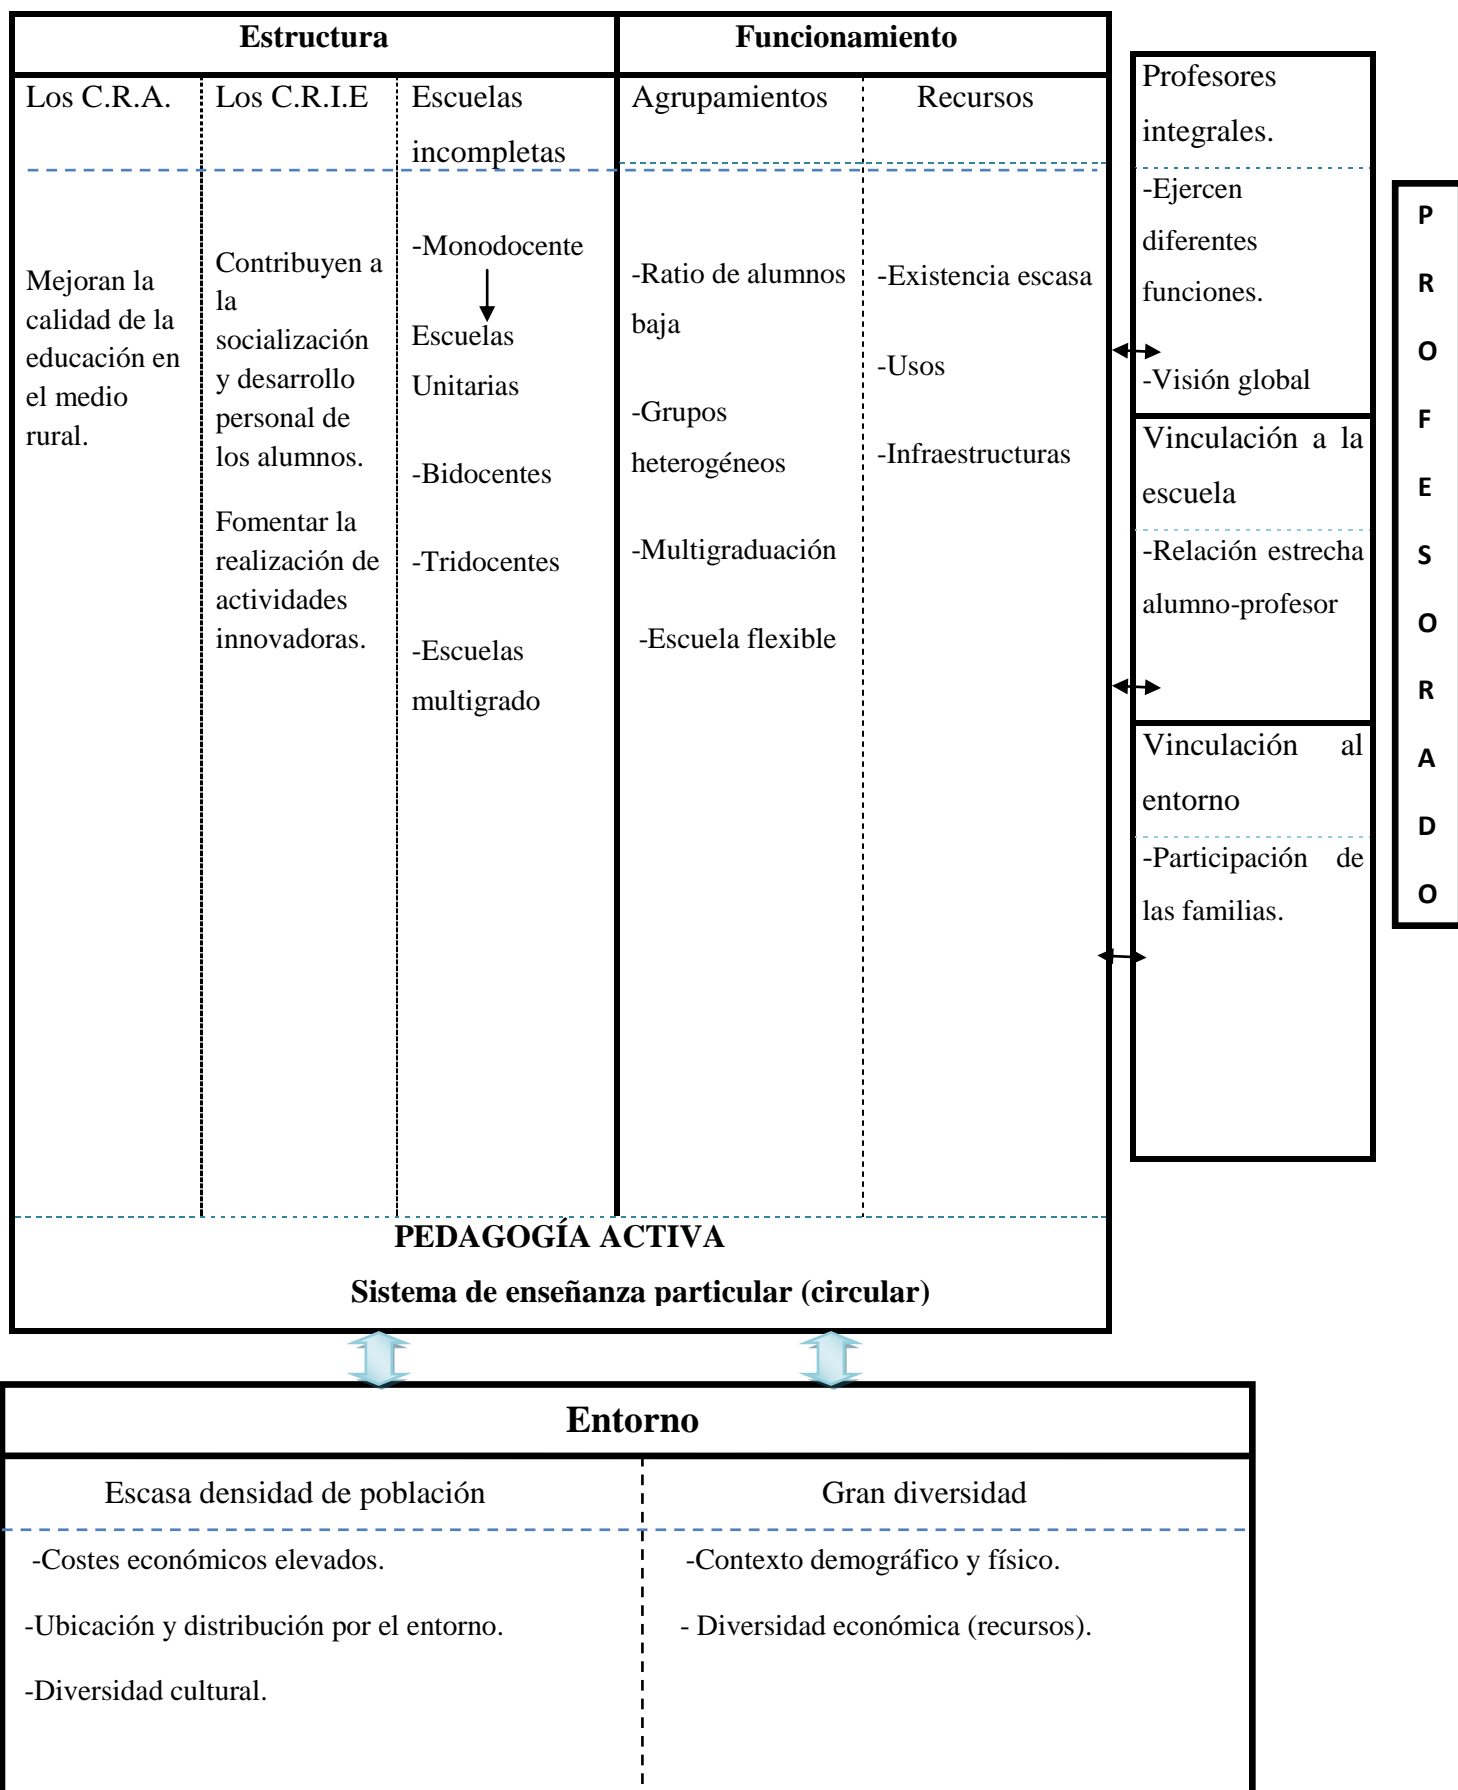 Estructura
Funcionamiento
Los C.R.A.
Los C.R.I.E
Escuelas
incompletas
Agrupamientos
Recursos
Mejoran la
calidad de la
educación en
el medio
rural.
Contribuyen a
la
socialización
y desarrollo
personal de
los alumnos.
Fomentar la
realización de
actividades
innovadoras.
-Monodocente
Escuelas
Unitarias
-Bidocentes
-Tridocentes
-Escuelas
multigrado
-Ratio de alumnos
baja
-Grupos
heterogéneos
-Multigraduación
-Escuela flexible
-Existencia escasa
-Usos
-Infraestructuras
PEDAGOGÍA ACTIVA
Sistema de enseñanza particular (circular)
Profesores
integrales.
-Ejercen
diferentes
funciones.
-Visión global
Vinculación a la
escuela
-Relación estrecha
alumno-profesor
Vinculación al
entorno
-Participación de
las familias.
P
R
O
F
E
S
O
R
A
D
O
Entorno
Escasa densidad de población
-Costes económicos elevados.
-Ubicación y distribución por el entorno.
-Diversidad cultural.
Gran diversidad
-Contexto demográfico y físico.
- Diversidad económica (recursos).